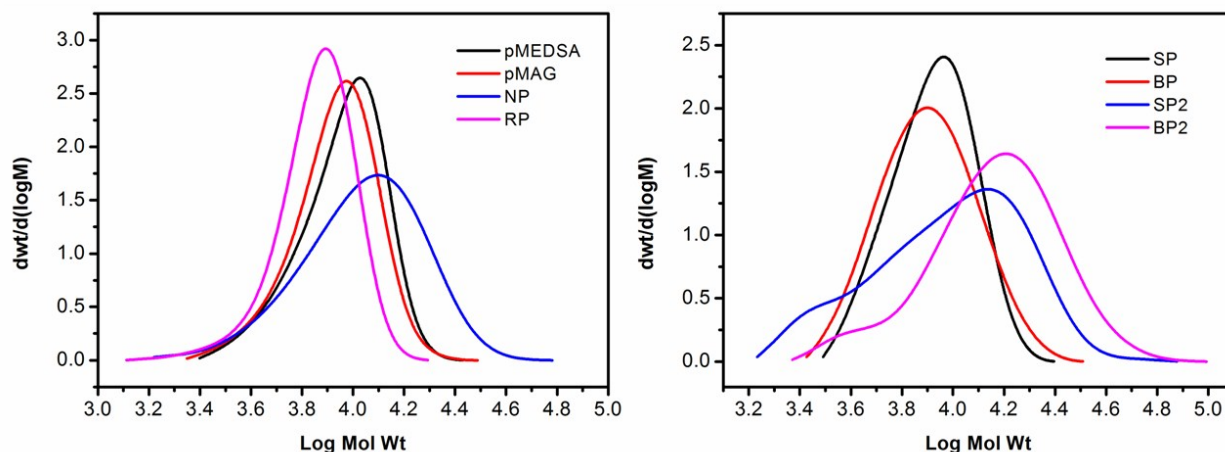 3.0
2.5
2.0
1.5
1.0
0.5
0.0
dwt/d(logM)
pMEDSA
pMAG
NP
RP
3.0 3.2 3.4 3.6 3.8 4.0 4.2 4.4 4.6 4.8 5.0
Log Mol Wt
2.5
2.0
1.5
1.0
0.5
0.0
dwt/d(logM)
SP
BP
SP2
BP2
3.2 3.4 3.6 3.8 4.0 4.2 4.4 4.6 4.8 5.0
Log Mol Wt